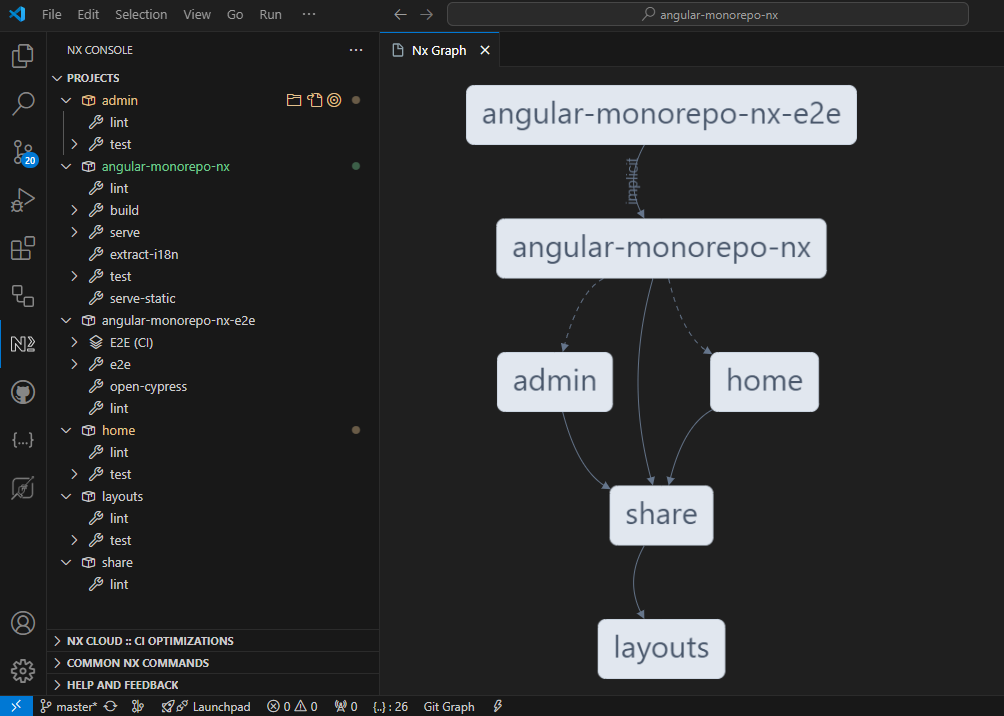 File Edit Selection View Go Run ··· angular-monorepo-nx
NX CONSOLE
Nx Graph
PROJECTS
admin
lint
test
angular-monorepo-nx
lint
build
serve
extract-i18n
test
serve-static
angular-monorepo-nx-e2e
E2E (CI)
e2e
open-cypress
lint
home
lint
test
layouts
lint
test
share
lint
NX CLOUD :: CI OPTIMIZATIONS
COMMON NX COMMANDS
HELP AND FEEDBACK
20
angular-monorepo-nx-e2e
implicit
angular-monorepo-nx
admin
home
share
layouts
master* Launchpad 0 0 0 {..} : 26 Git Graph